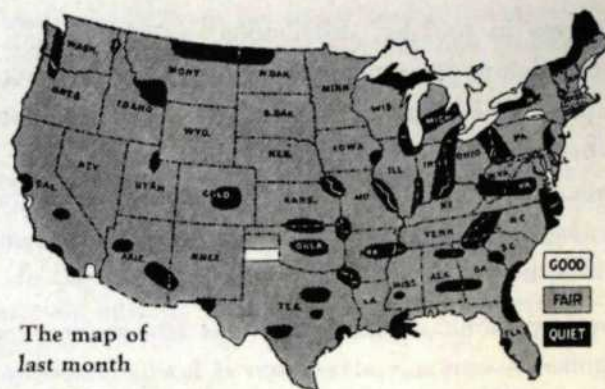 WASH.
MONT.
N.DAK.
MINN.
OREG.
IDAHO
WIS.
MICH.
WYO.
S.DAK.
NEB.
IOWA
ILL.
IND.
OHIO
PA.
NEV.
UTAH
COLO.
KANS.
MO.
KY.
VA.
CAL.
ARIZ.
N.MEX.
OKLA.
TENN.
N.C.
S.C.
TEX.
LA.
MISS.
ALA.
GA.
FLA.
GOOD
FAIR
QUIET
The map of
last month